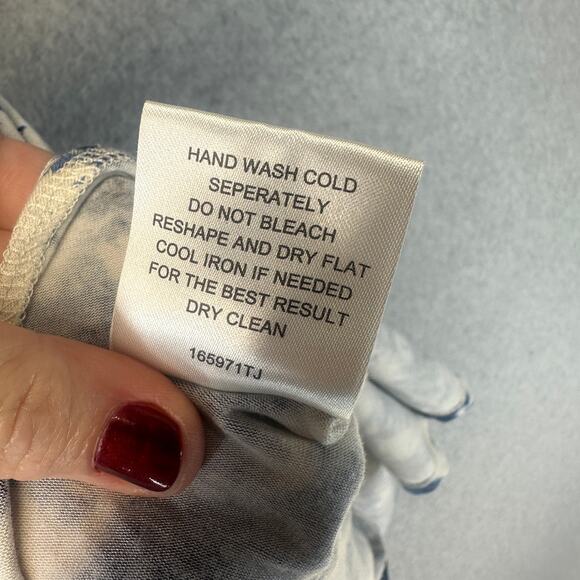 HAND WASH COLD
SEPERATELY
DO NOT BLEACH
RESHAPE AND DRY FLAT
COOL IRON IF NEEDED
FOR THE BEST RESULT
DRY CLEAN
165971TJ